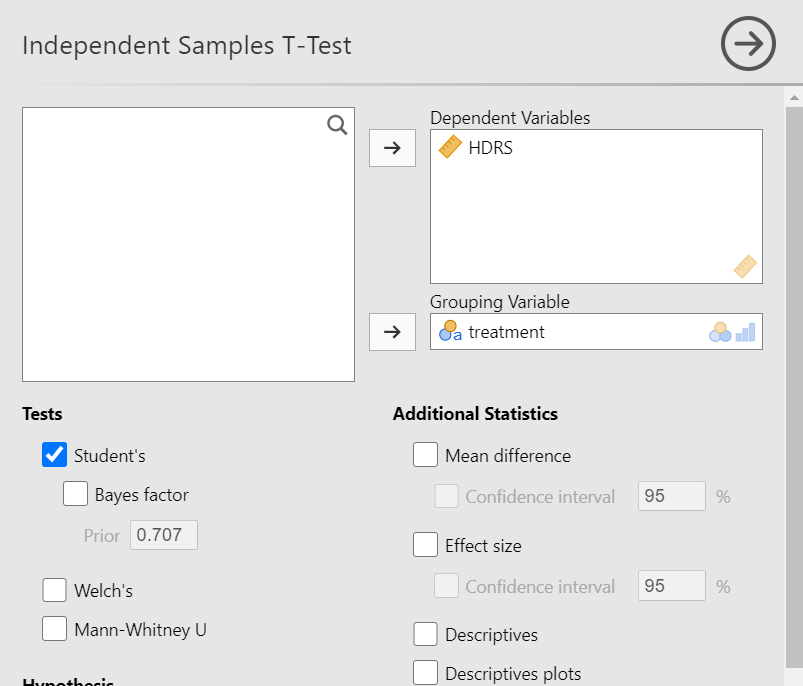 Independent Samples T-Test
Dependent Variables
HDRS
Grouping Variable
a treatment
Tests
Student's
Bayes factor
Prior 0.707
Welch's
Mann-Whitney U
Hypothesis
Additional Statistics
Mean difference
Confidence interval 95 %
Effect size
Confidence interval 95 %
Descriptives
Descriptives plots